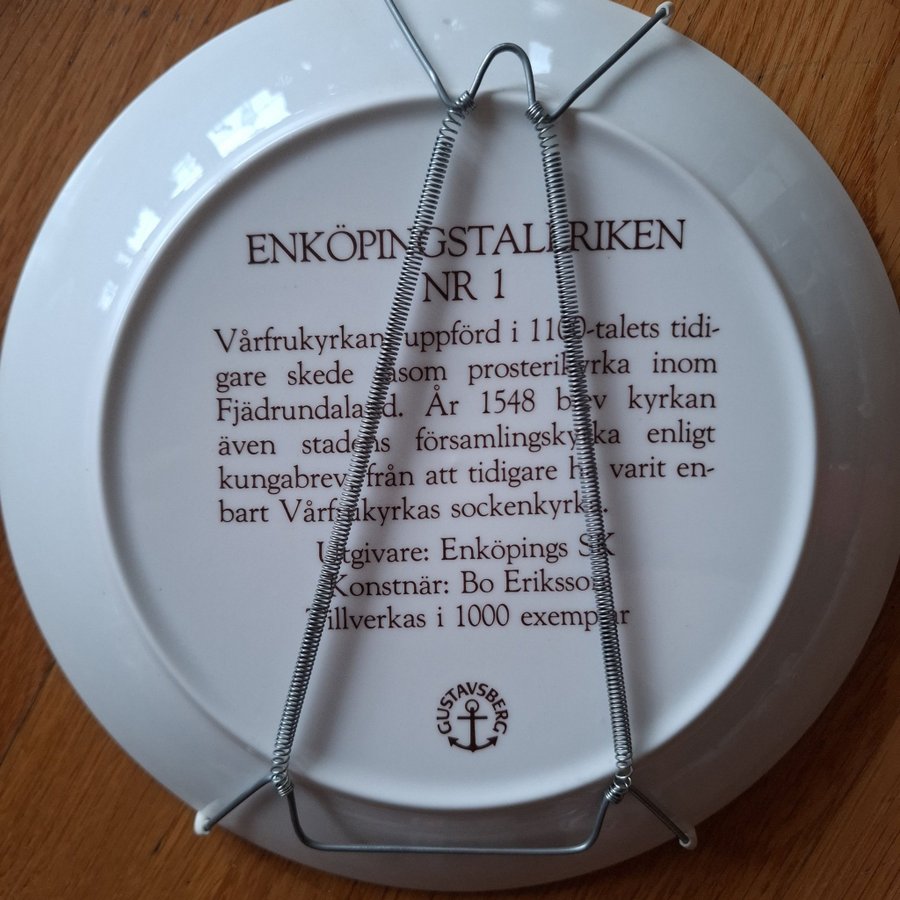 ENKÖPINGSTALLRIKEN
NR 1
Vårfrukyrkan uppförd i 1100-talets tidi-
gare skede såsom prosterikyrka inom
Fjädrundaland. År 1548 blev kyrkan
även stadens församlingskyrka enligt
kungabrev från att tidigare ha varit en-
bart Vårfrukyrkas sockenkyrka.
Utgivare: Enköpings SK
Konstnär: Bo Eriksson
Tillverkas i 1000 exemplar
GUSTAVSBERG